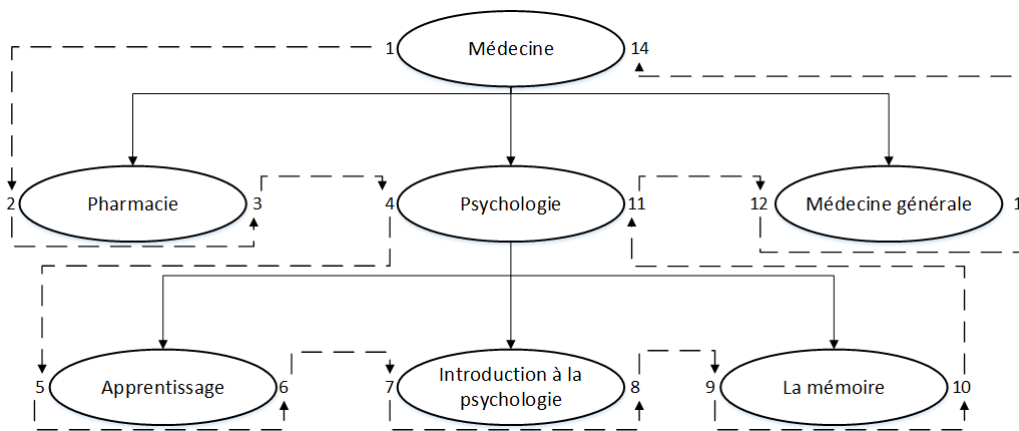 1 Médecine 14
2 Pharmacie 3 4 Psychologie 11 12 Médecine générale 1
5 Apprentissage 6 7 Introduction à la psychologie 8 9 La mémoire 10